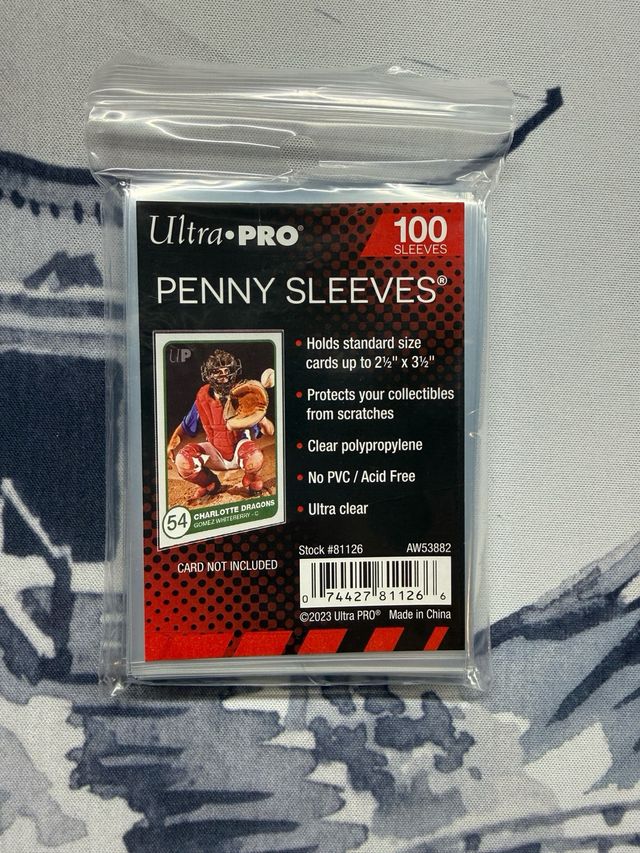 Ultra•PRO®
100
SLEEVES
PENNY SLEEVES®
UP
54
CHARLOTTE DRAGONS
GOMEZ WHITEBERRY - C
CARD NOT INCLUDED
• Holds standard size
cards up to 2½" x 3½"
• Protects your collectibles
from scratches
• Clear polypropylene
• No PVC / Acid Free
• Ultra clear
Stock #81126 AW53882
0 74427 81126 6
©2023 Ultra PRO® Made in China